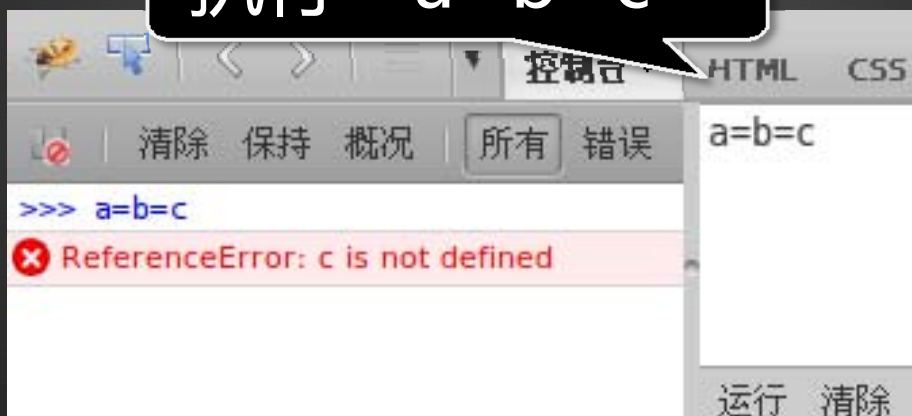 控制台 HTML CSS
清除 保持 概况 所有 错误
a=b=c
>>> a=b=c
ReferenceError: c is not defined
运行 清除